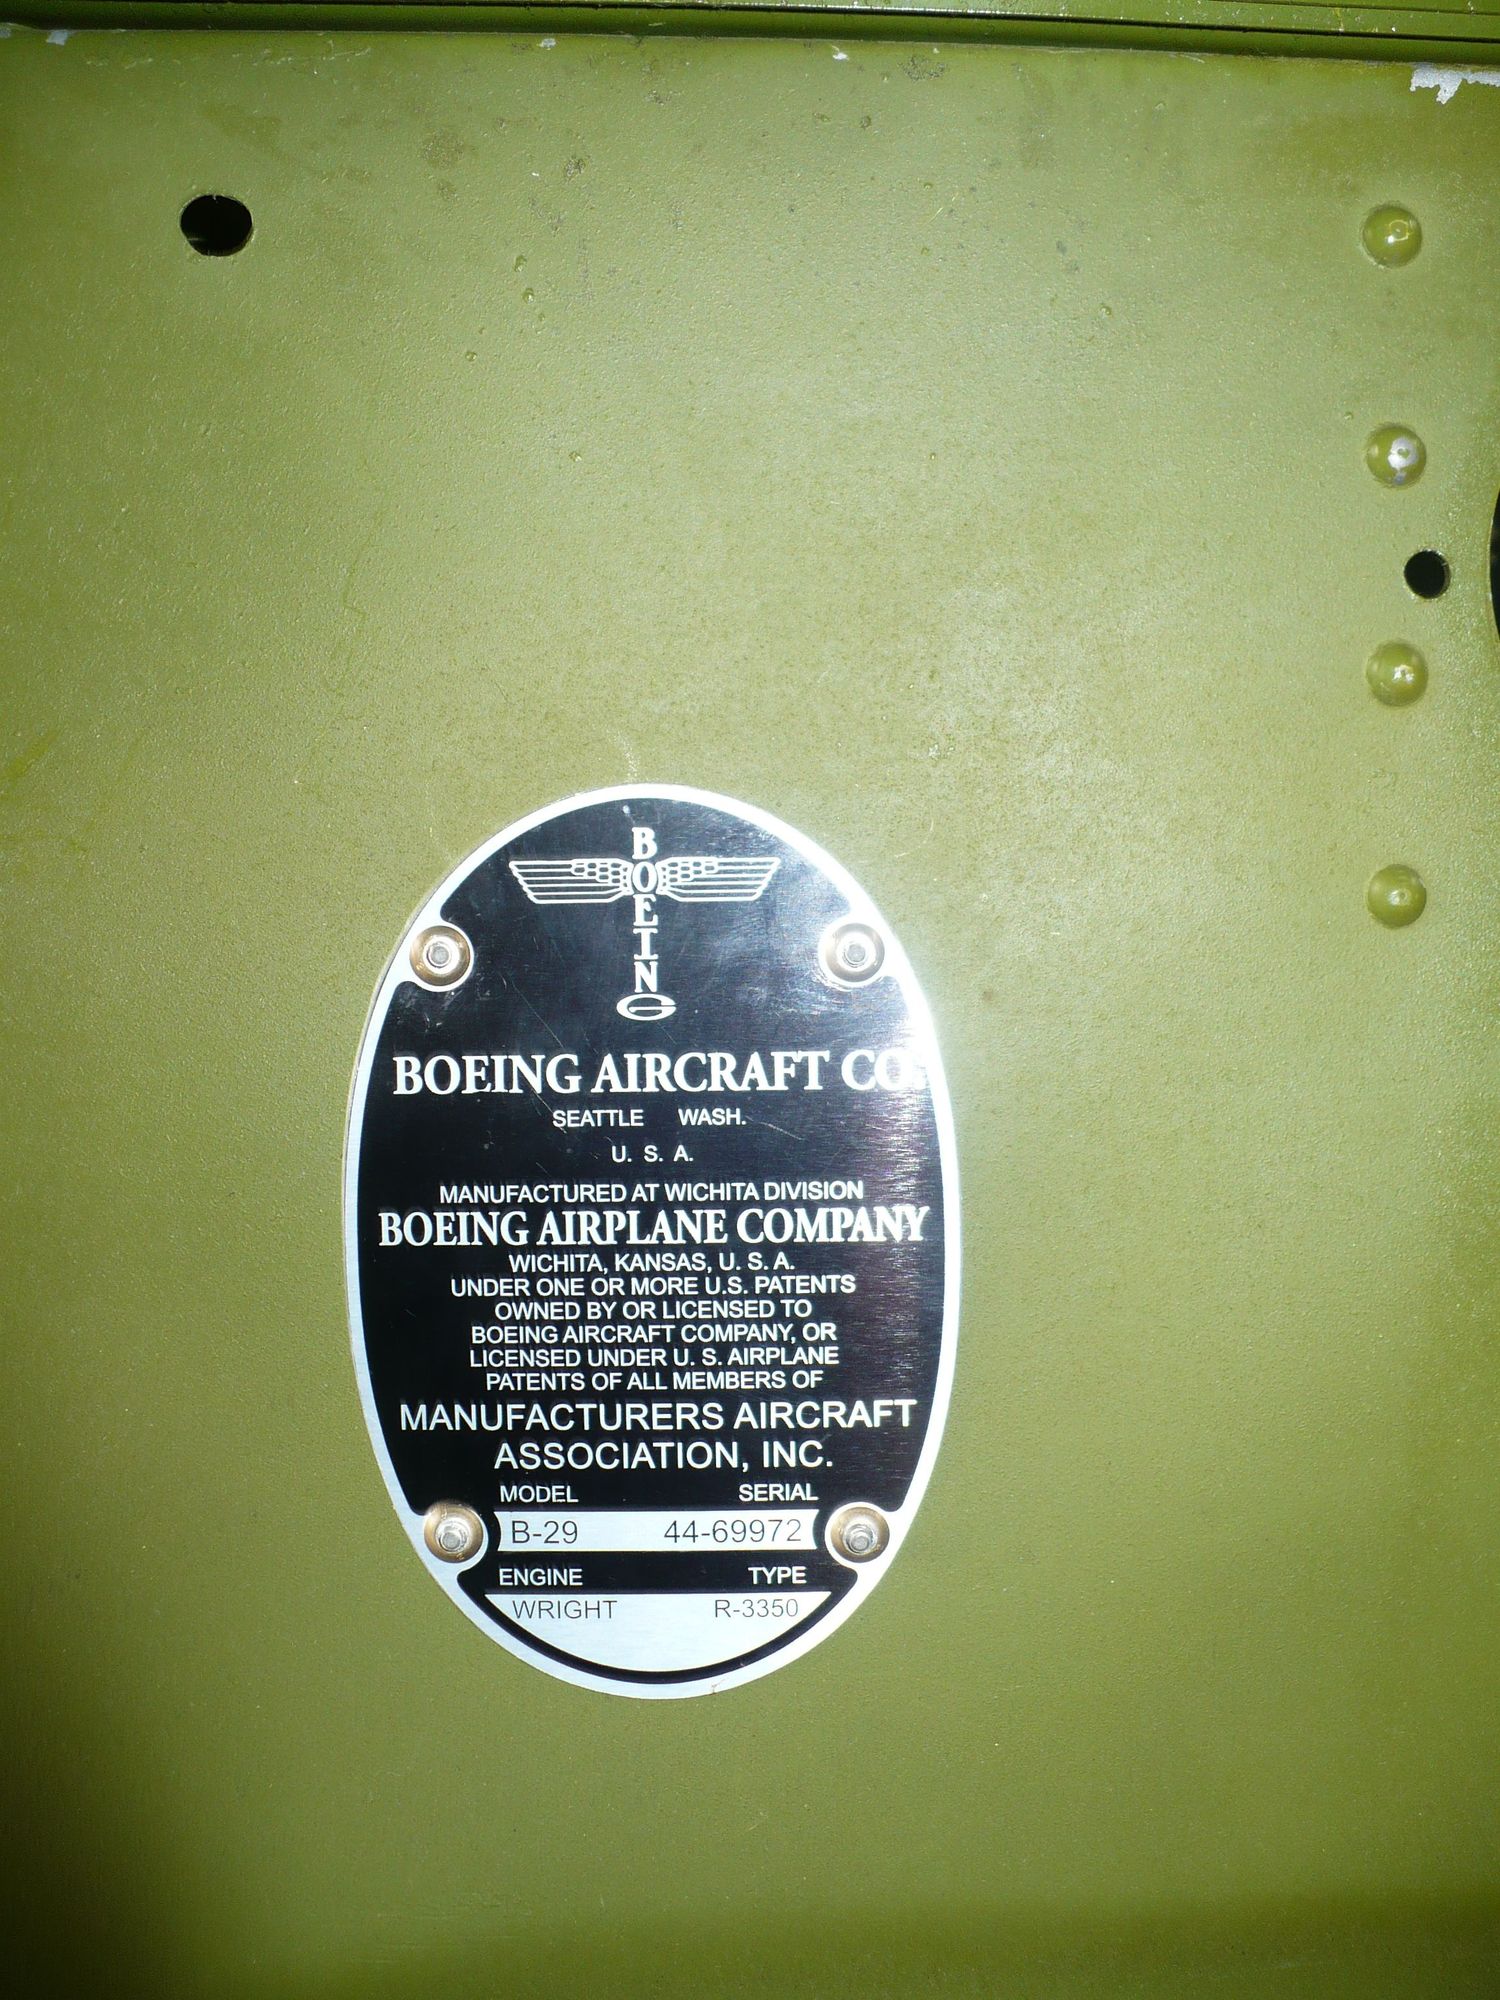 BOEING
BOEING AIRCRAFT CO.
SEATTLE WASH.
U. S. A.
MANUFACTURED AT WICHITA DIVISION
BOEING AIRPLANE COMPANY
WICHITA, KANSAS, U. S. A.
UNDER ONE OR MORE U.S. PATENTS
OWNED BY OR LICENSED TO
BOEING AIRCRAFT COMPANY, OR
LICENSED UNDER U. S. AIRPLANE
PATENTS OF ALL MEMBERS OF
MANUFACTURERS AIRCRAFT
ASSOCIATION, INC.
MODEL SERIAL
B-29 44-69972
ENGINE TYPE
WRIGHT R-3350